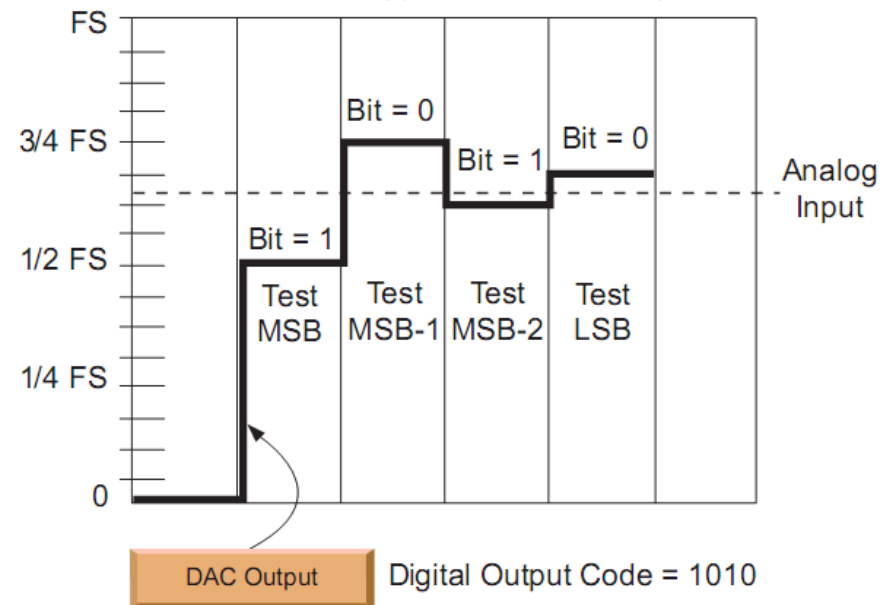 FS
3/4 FS
1/2 FS
1/4 FS
0
Bit = 1
Bit = 0
Bit = 1
Bit = 0
Test
MSB
Test
MSB-1
Test
MSB-2
Test
LSB
Analog
Input
DAC Output
Digital Output Code = 1010